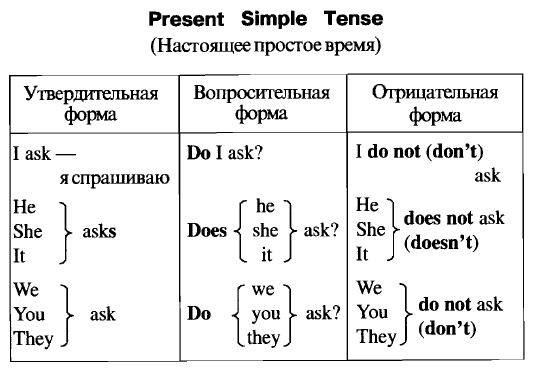 Present Simple Tense
(Настоящее простое время)
Утвердительная форма
Вопросительная форма
Отрицательная форма
I ask —
я спрашиваю
Do I ask?
I do not (don't)
ask
He
She
It
asks
Does
he
she
it
ask?
He
She
It
does not ask
(doesn't)
We
You
They
ask
Do
we
you
they
ask?
We
You
They
do not ask
(don't)